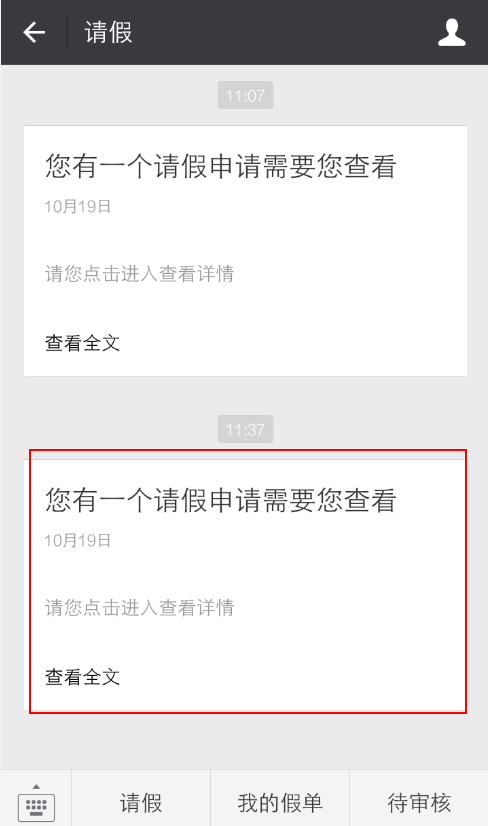 请假
11:07
您有一个请假申请需要您查看
10月19日
请您点击进入查看详情
查看全文
11:37
您有一个请假申请需要您查看
10月19日
请您点击进入查看详情
查看全文
请假
我的假单
待审核